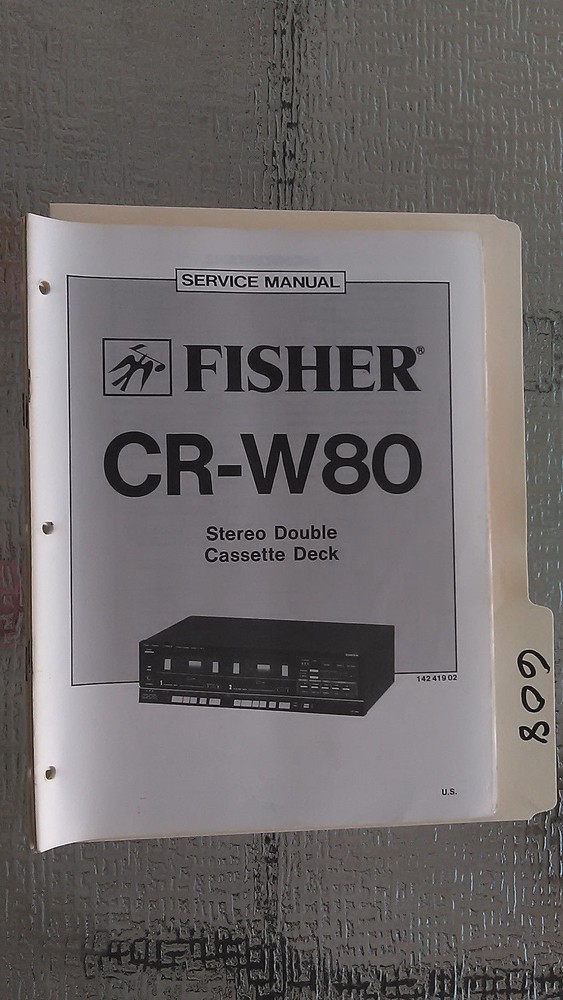 SERVICE MANUAL
FISHER®
CR-W80
Stereo Double
Cassette Deck
142 419 02
809
U.S.